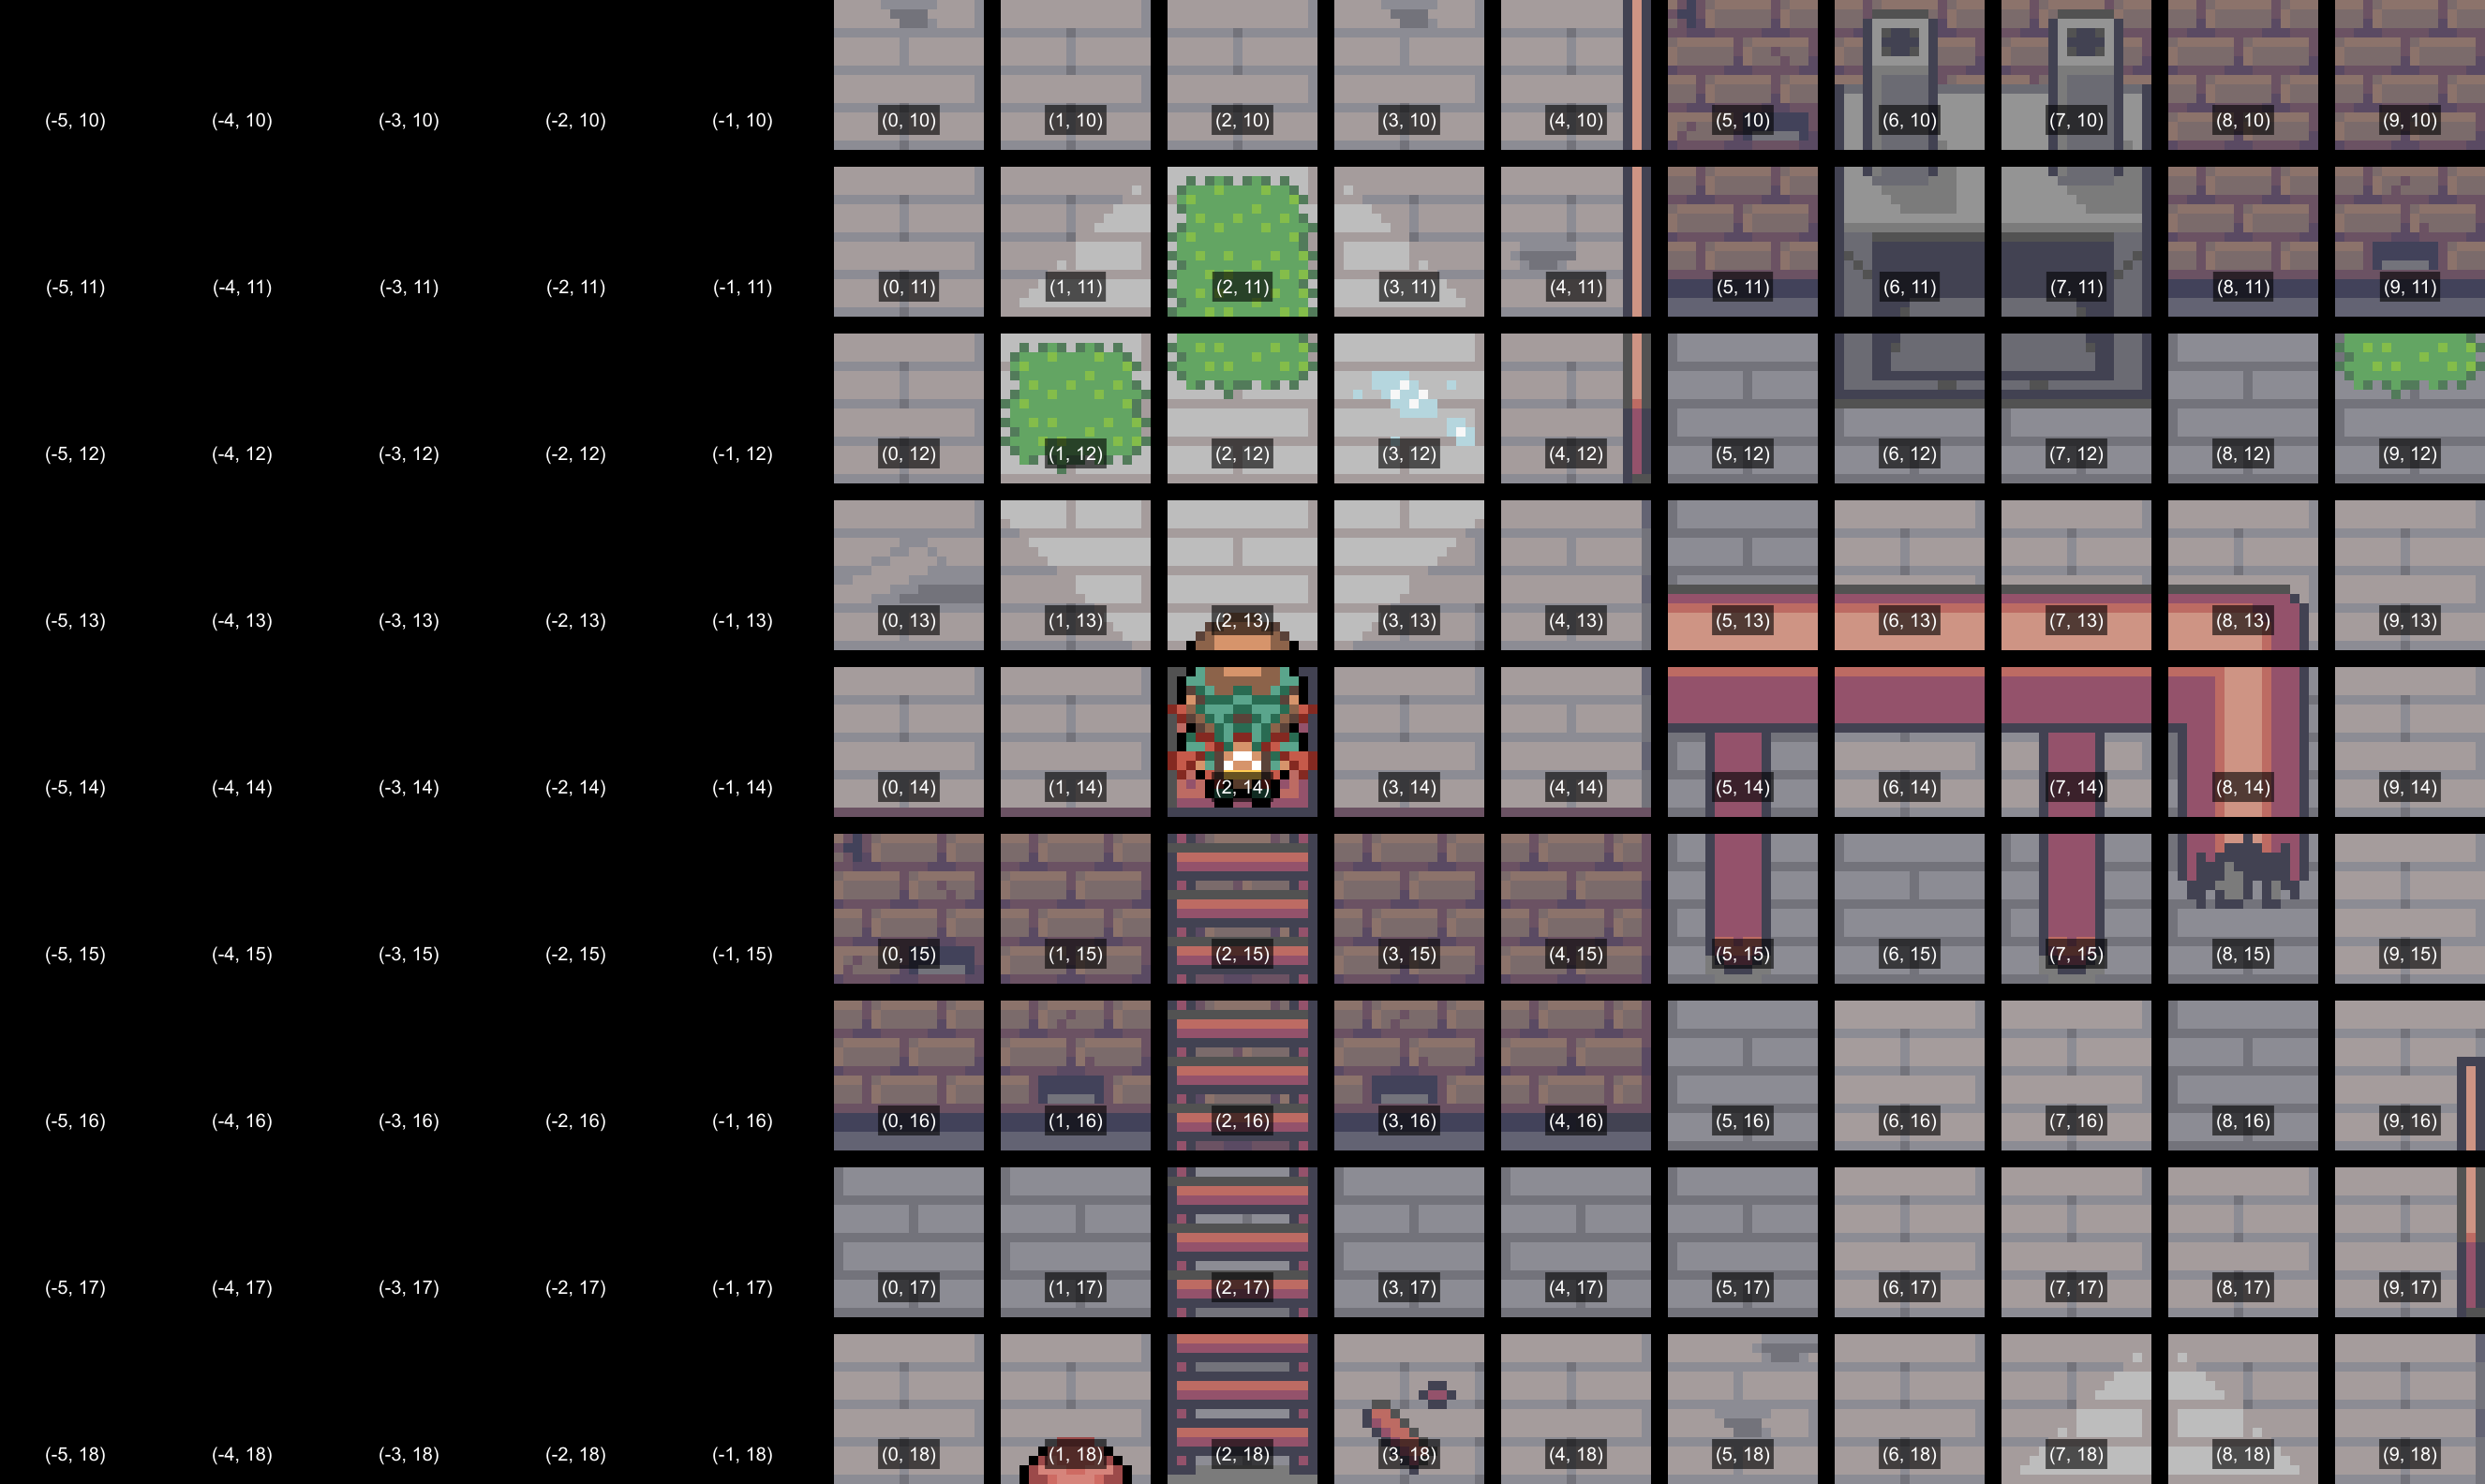 (-5, 10) (-4, 10) (-3, 10) (-2, 10) (-1, 10) (0, 10) (1, 10) (2, 10) (3, 10) (4, 10) (5, 10) (6, 10) (7, 10) (8, 10) (9, 10)
(-5, 11) (-4, 11) (-3, 11) (-2, 11) (-1, 11) (0, 11) (1, 11) (2, 11) (3, 11) (4, 11) (5, 11) (6, 11) (7, 11) (8, 11) (9, 11)
(-5, 12) (-4, 12) (-3, 12) (-2, 12) (-1, 12) (0, 12) (1, 12) (2, 12) (3, 12) (4, 12) (5, 12) (6, 12) (7, 12) (8, 12) (9, 12)
(-5, 13) (-4, 13) (-3, 13) (-2, 13) (-1, 13) (0, 13) (1, 13) (2, 13) (3, 13) (4, 13) (5, 13) (6, 13) (7, 13) (8, 13) (9, 13)
(-5, 14) (-4, 14) (-3, 14) (-2, 14) (-1, 14) (0, 14) (1, 14) (2, 14) (3, 14) (4, 14) (5, 14) (6, 14) (7, 14) (8, 14) (9, 14)
(-5, 15) (-4, 15) (-3, 15) (-2, 15) (-1, 15) (0, 15) (1, 15) (2, 15) (3, 15) (4, 15) (5, 15) (6, 15) (7, 15) (8, 15) (9, 15)
(-5, 16) (-4, 16) (-3, 16) (-2, 16) (-1, 16) (0, 16) (1, 16) (2, 16) (3, 16) (4, 16) (5, 16) (6, 16) (7, 16) (8, 16) (9, 16)
(-5, 17) (-4, 17) (-3, 17) (-2, 17) (-1, 17) (0, 17) (1, 17) (2, 17) (3, 17) (4, 17) (5, 17) (6, 17) (7, 17) (8, 17) (9, 17)
(-5, 18) (-4, 18) (-3, 18) (-2, 18) (-1, 18) (0, 18) (1, 18) (2, 18) (3, 18) (4, 18) (5, 18) (6, 18) (7, 18) (8, 18) (9, 18)